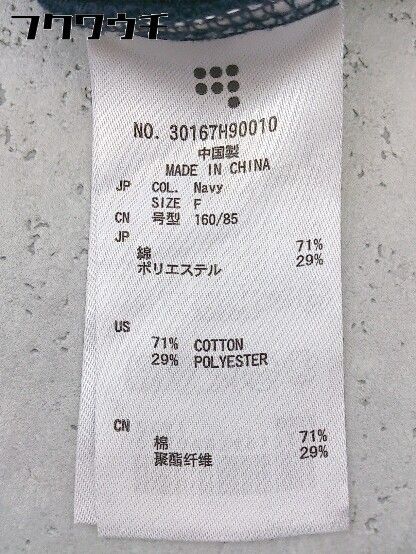 フクワウチ
NO. 30167H90010
中国製
MADE IN CHINA
JP COL. Navy
SIZE F
CN 号型 160/85
JP
綿 71%
ポリエステル 29%
US
71% COTTON
29% POLYESTER
CN
棉 71%
聚酯纤维 29%